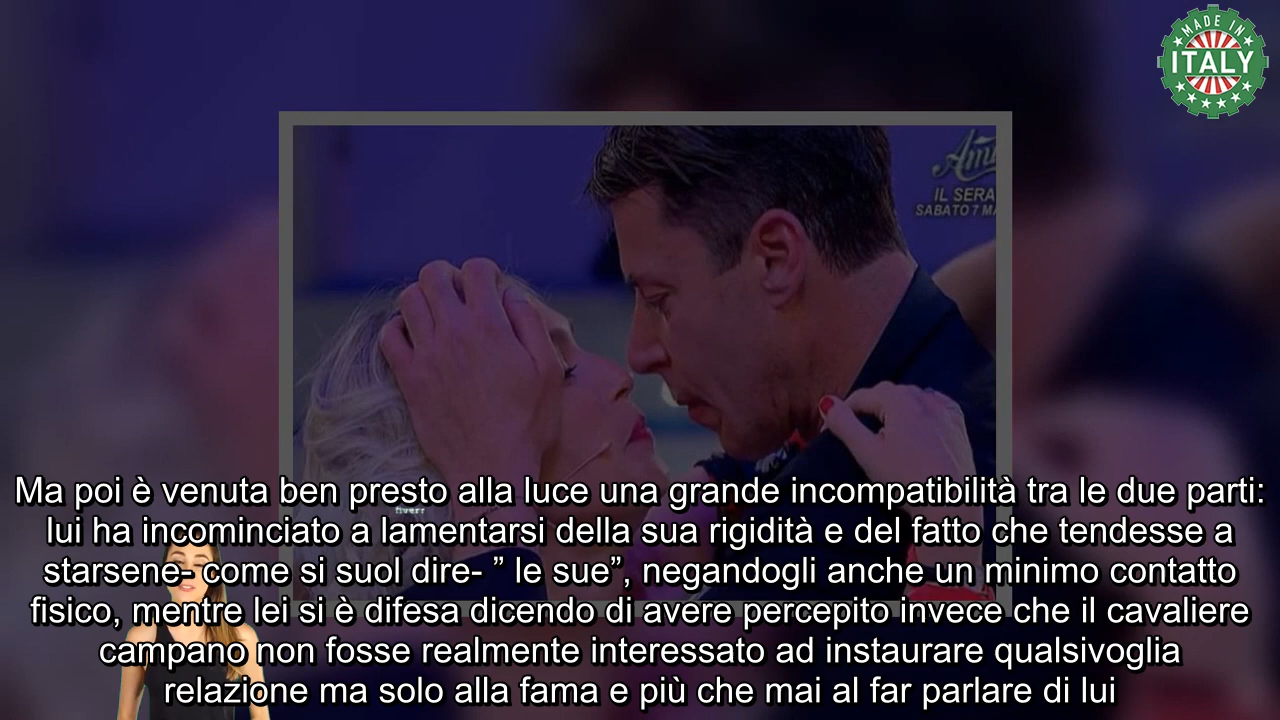 MADE IN
ITALY
IL SERA
SABATO 7 MA
fiverr
Ma poi è venuta ben presto alla luce una grande incompatibilità tra le due parti:
lui ha incominciato a lamentarsi della sua rigidità e del fatto che tendesse a
starsene- come si suol dire- ” le sue”, negandogli anche un minimo contatto
fisico, mentre lei si è difesa dicendo di avere percepito invece che il cavaliere
campano non fosse realmente interessato ad instaurare qualsivoglia
relazione ma solo alla fama e più che mai al far parlare di lui